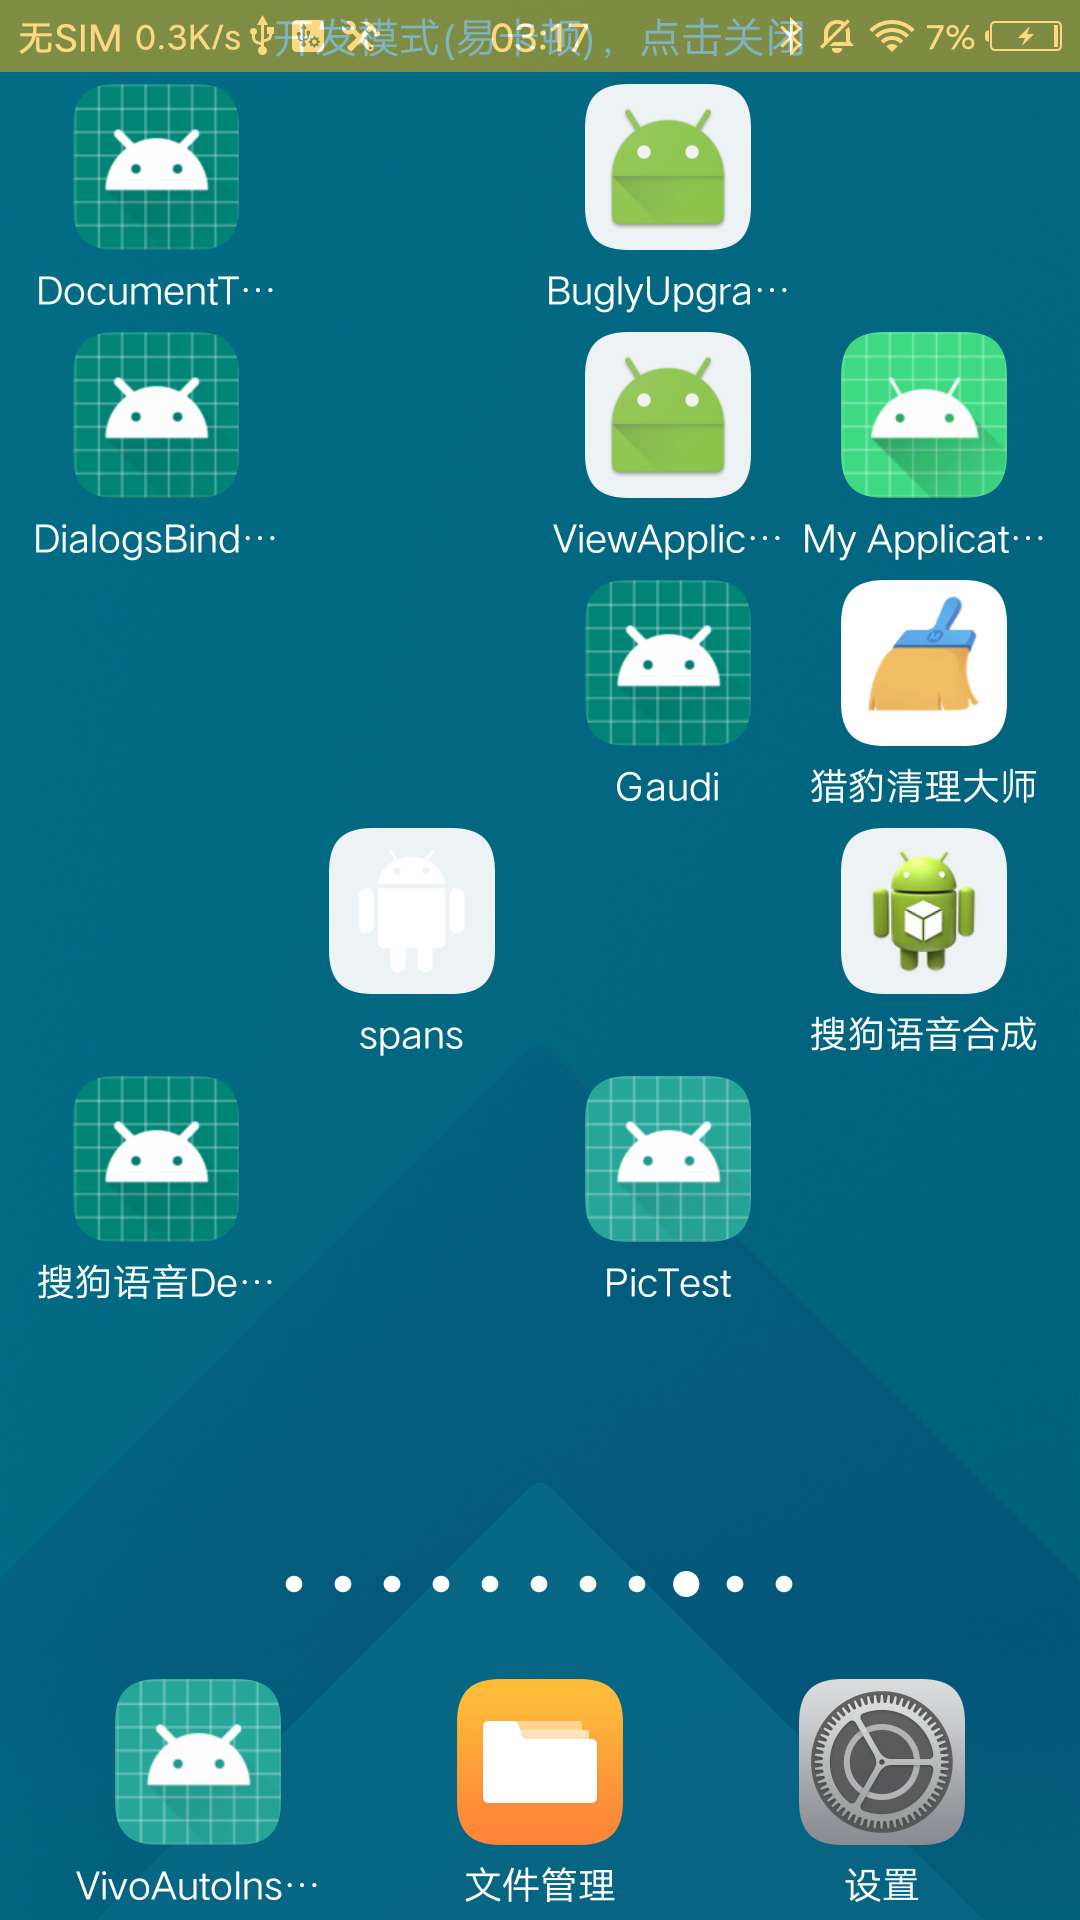 无SIM 0.3K/s 开发模式(易卡顿)，点击关闭 03:17 7%
DocumentT··· BuglyUpgra···
DialogsBind··· ViewApplic··· My Applicat···
Gaudi 猎豹清理大师
spans 搜狗语音合成
搜狗语音De··· PicTest
VivoAutoIns··· 文件管理 设置